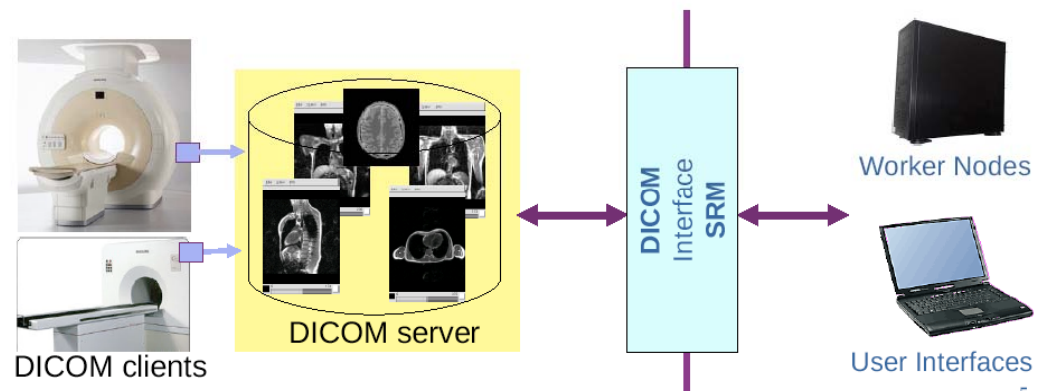 DICOM clients
DICOM server
DICOM
Interface
SRM
Worker Nodes
User Interfaces